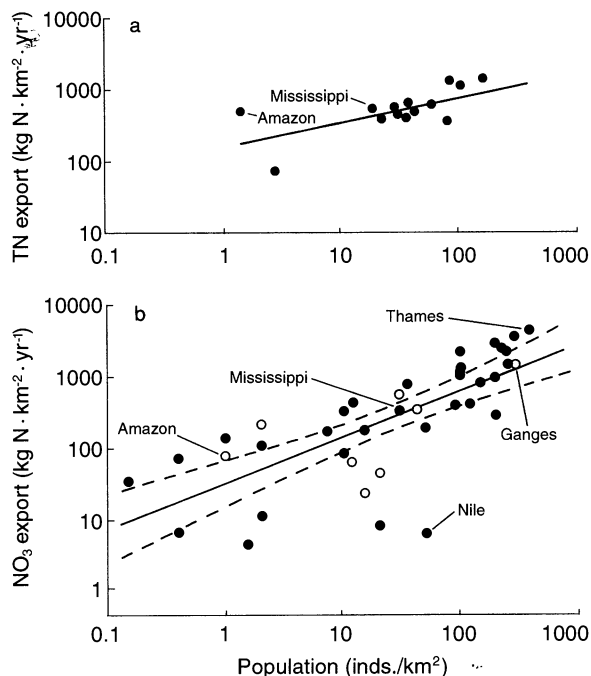 a
TN export (kg N · km-2 · yr-1)
10000
1000
100
10
Mississippi
Amazon
0.1 1 10 100 1000
b
NO3 export (kg N · km-2 · yr-1)
10000
1000
100
10
1
Thames
Mississippi
Amazon
Ganges
Nile
0.1 1 10 100 1000
Population (inds./km2)